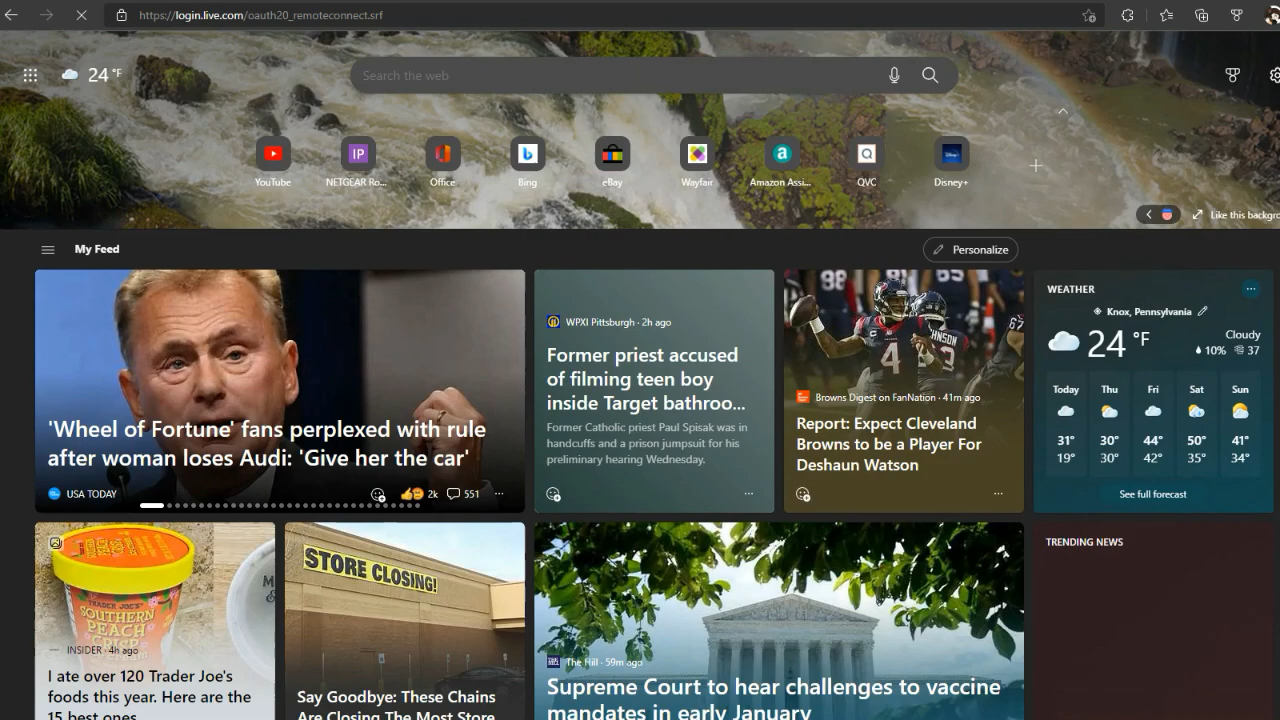 https://login.live.com/oauth20_remoteconnect.srf
24 °F
Search the web
YouTube
NETGEAR Ro...
Office
Bing
eBay
Wayfair
Amazon Assi...
QVC
Disney+
Like this backgro
My Feed
Personalize
'Wheel of Fortune' fans perplexed with rule
after woman loses Audi: 'Give her the car'
USA TODAY
2k
551
WPXI Pittsburgh · 2h ago
Former priest accused
of filming teen boy
inside Target bathroo...
Former Catholic priest Paul Spisak was in
handcuffs and a prison jumpsuit for his
preliminary hearing Wednesday.
98
4
HNSON
67
Browns Digest on FanNation · 41m ago
Report: Expect Cleveland
Browns to be a Player For
Deshaun Watson
WEATHER
Knox, Pennsylvania
24 °F
Cloudy
10% 37
Today Thu Fri Sat Sun
31° 30° 44° 50° 41°
19° 30° 42° 35° 34°
See full forecast
TRADER JOE'S
SOUTHERN
PEACH
CRISP
INSIDER · 4h ago
I ate over 120 Trader Joe's
foods this year. Here are the
15 best ones
STORE CLOSING!
Say Goodbye: These Chains
Are Closing The Most Store
The Hill · 59m ago
Supreme Court to hear challenges to vaccine
mandates in early January
TRENDING NEWS